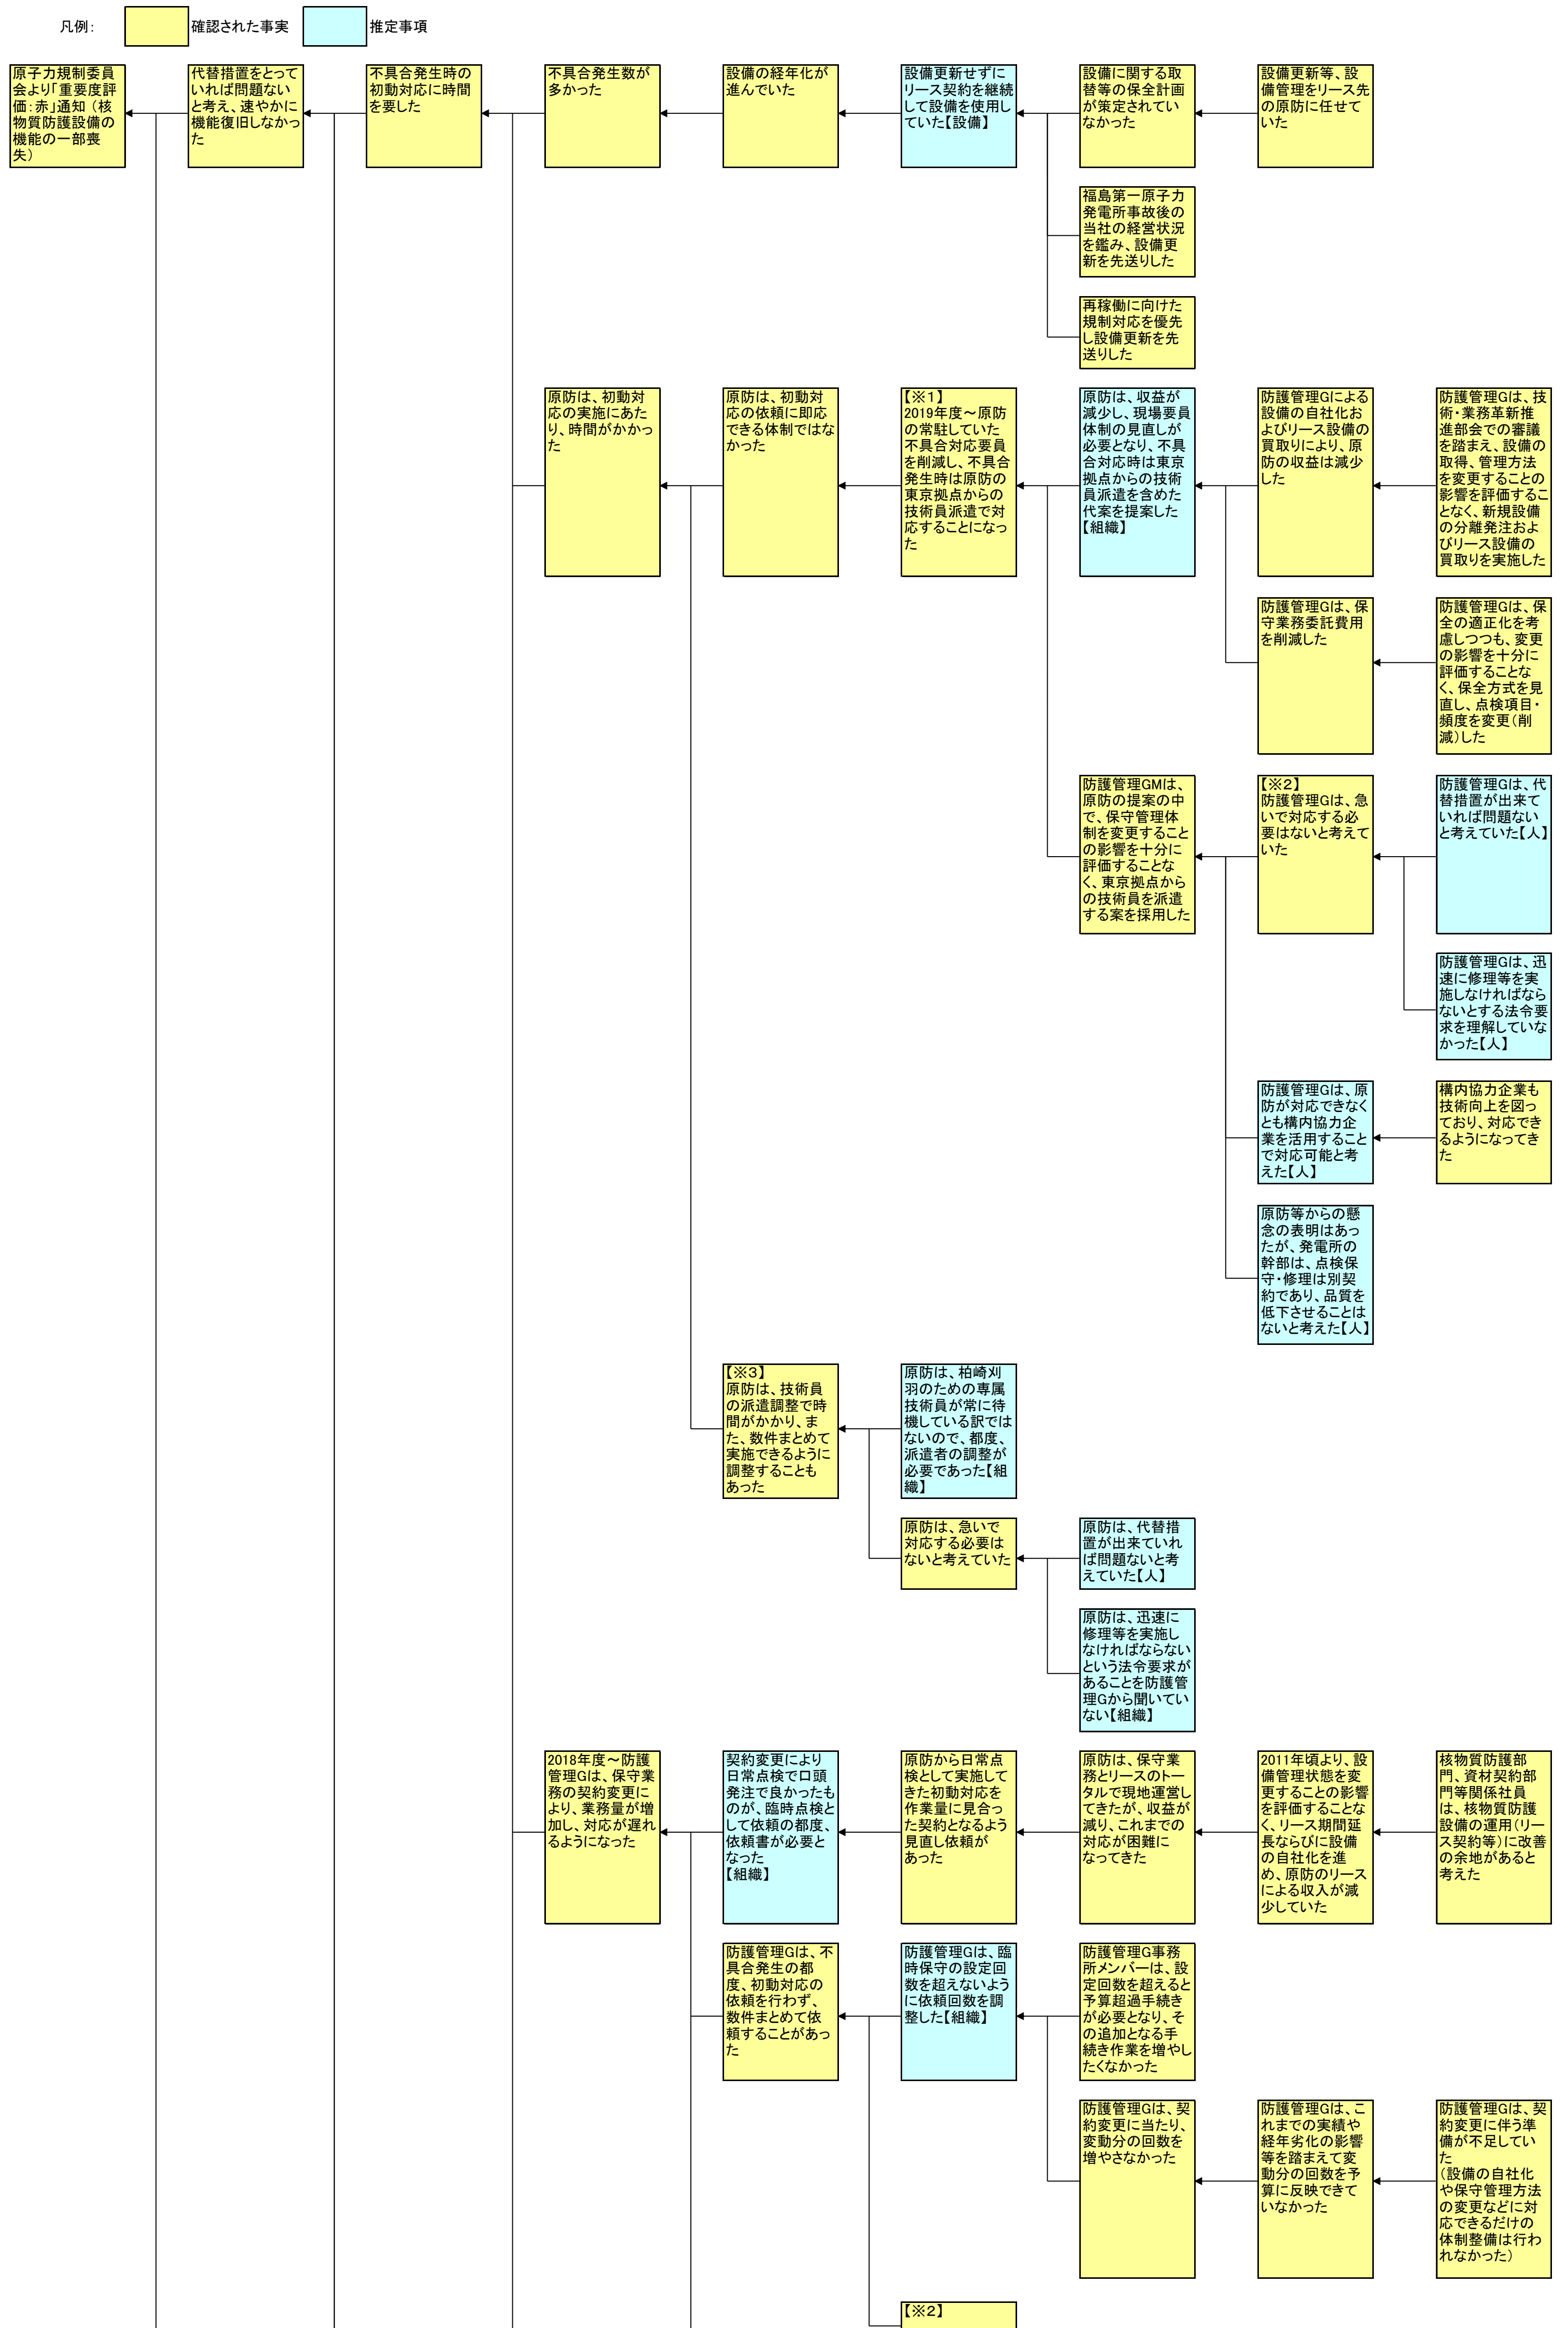 凡例：
確認された事実
推定事項
原子力規制委員
会より「重要度評
価：赤」通知（核
物質防護設備の
機能の一部喪
失）
代替措置をとって
いれば問題ない
と考え、速やかに
機能復旧しなかっ
た
不具合発生時の
初動対応に時間
を要した
不具合発生数が
多かった
設備の経年化が
進んでいた
設備更新せずに
リース契約を継続
して設備を使用し
ていた【設備】
設備に関する取
替等の保全計画
が策定されてい
なかった
設備更新等、設
備管理をリース先
の原防に任せて
いた
福島第一原子力
発電所事故後の
当社の経営状況
を鑑み、設備更
新を先送りした
再稼働に向けた
規制対応を優先
し設備更新を先
送りした
原防は、初動対
応の実施にあた
り、時間がかかっ
た
原防は、初動対
応の依頼に即応
できる体制ではな
かった
【※１】
2019年度～原防
の常駐していた
不具合対応要員
を削減し、不具合
発生時は原防の
東京拠点からの
技術員派遣で対
応することになっ
た
原防は、収益が
減少し、現場要員
体制の見直しが
必要となり、不具
合対応時は東京
拠点からの技術
員派遣を含めた
代案を提案した
【組織】
防護管理Gによる
設備の自社化お
よびリース設備の
買取りにより、原
防の収益は減少
した
防護管理Gは、技
術・業務革新推
進部会での審議
を踏まえ、設備の
取得、管理方法
を変更することの
影響を評価するこ
となく、新規設備
の分離発注およ
びリース設備の
買取りを実施した
防護管理Gは、保
守業務委託費用
を削減した
防護管理Gは、保
全の適正化を考
慮しつつも、変更
の影響を十分に
評価することな
く、保全方式を見
直し、点検項目・
頻度を変更（削
減）した
防護管理GMは、
原防の提案の中
で、保守管理体
制を変更すること
の影響を十分に
評価することな
く、東京拠点から
の技術員を派遣
する案を採用した
【※２】
防護管理Gは、急
いで対応する必
要はないと考えて
いた
防護管理Gは、代
替措置が出来て
いれば問題ない
と考えていた【人】
防護管理Gは、迅
速に修理等を実
施しなければなら
ないとする法令要
求を理解していな
かった【人】
防護管理Gは、原
防が対応できなく
とも構内協力企
業を活用すること
で対応可能と考
えた【人】
構内協力企業も
技術向上を図っ
ており、対応でき
るようになってき
た
原防等からの懸
念の表明はあっ
たが、発電所の
幹部は、点検保
守・修理は別契
約であり、品質を
低下させることは
ないと考えた【人】
【※３】
原防は、技術員
の派遣調整で時
間がかかり、ま
た、数件まとめて
実施できるように
調整することも
あった
原防は、柏崎刈
羽のための専属
技術員が常に待
機している訳では
ないので、都度、
派遣者の調整が
必要であった【組
織】
原防は、急いで
対応する必要は
ないと考えていた
原防は、代替措
置が出来ていれ
ば問題ないと考
えていた【人】
原防は、迅速に
修理等を実施し
なければならない
という法令要求が
あることを防護管
理Gから聞いてい
ない【組織】
2018年度～防護
管理Gは、保守業
務の契約変更に
より、業務量が増
加し、対応が遅れ
るようになった
契約変更により
日常点検で口頭
発注で良かったも
のが、臨時点検と
して依頼の都度、
依頼書が必要と
なった
【組織】
原防から日常点
検として実施して
きた初動対応を
作業量に見合っ
た契約となるよう
見直し依頼が
あった
原防は、保守業
務とリースのトー
タルで現地運営し
てきたが、収益が
減り、これまでの
対応が困難に
なってきた
2011年頃より、設
備管理状態を変
更することの影響
を評価することな
く、リース期間延
長ならびに設備
の自社化を進
め、原防のリース
による収入が減
少していた
核物質防護部
門、資材契約部
門等関係社員
は、核物質防護
設備の運用（リー
ス契約等）に改善
の余地があると
考えた
防護管理Gは、不
具合発生の都
度、初動対応の
依頼を行わず、
数件まとめて依
頼することがあっ
た
防護管理Gは、臨
時保守の設定回
数を超えないよう
に依頼回数を調
整した【組織】
防護管理G事務
所メンバーは、設
定回数を超えると
予算超過手続き
が必要となり、そ
の追加となる手
続き作業を増やし
たくなかった
防護管理Gは、契
約変更に当たり、
変動分の回数を
増やさなかった
防護管理Gは、こ
れまでの実績や
経年劣化の影響
等を踏まえて変
動分の回数を予
算に反映できて
いなかった
防護管理Gは、契
約変更に伴う準
備が不足してい
た
（設備の自社化
や保守管理方法
の変更などに対
応できるだけの
体制整備は行わ
れなかった）
【※２】